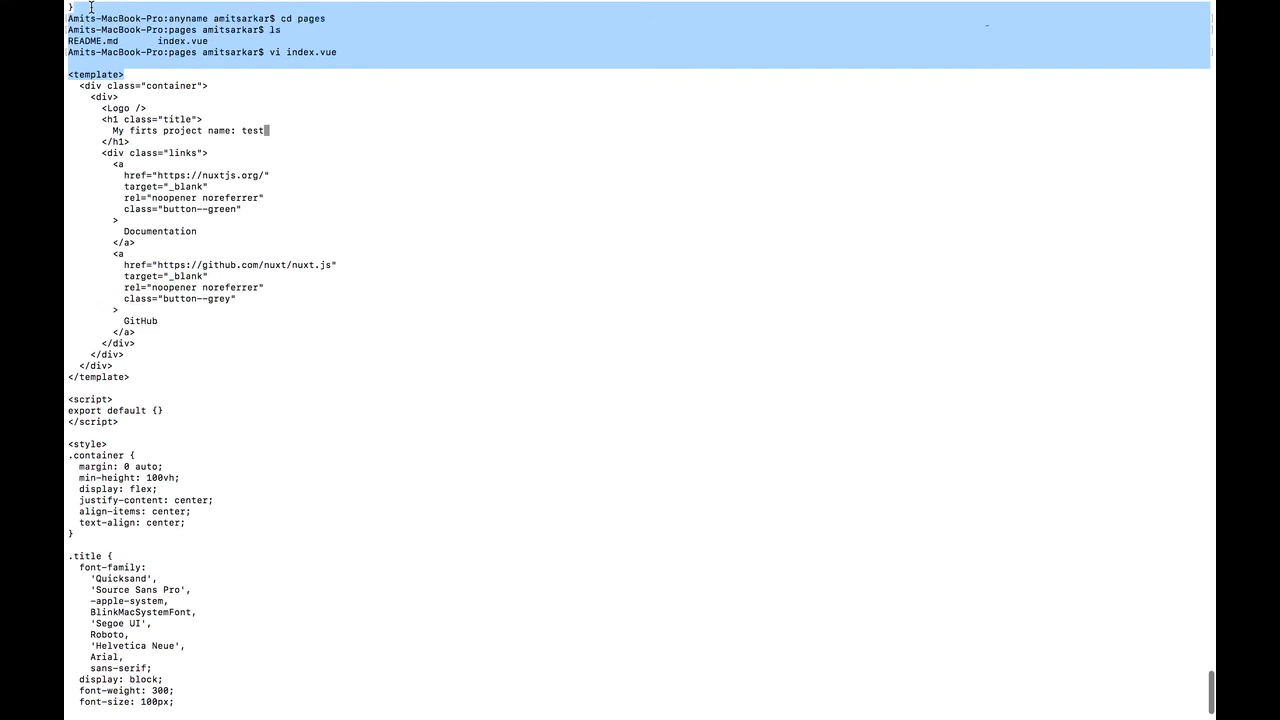 }
Amits-MacBook-Pro:anyname amitsarkar$ cd pages
Amits-MacBook-Pro:pages amitsarkar$ ls
README.md index.vue
Amits-MacBook-Pro:pages amitsarkar$ vi index.vue
<template>
<div class="container">
<div>
<Logo />
<h1 class="title">
My firts project name: test
</h1>
<div class="links">
<a
href="https://nuxtjs.org/"
target="_blank"
rel="noopener noreferrer"
class="button--green"
>
Documentation
</a>
<a
href="https://github.com/nuxt/nuxt.js"
target="_blank"
rel="noopener noreferrer"
class="button--grey"
>
GitHub
</a>
</div>
</div>
</div>
</template>
<script>
export default {}
</script>
<style>
.container {
margin: 0 auto;
min-height: 100vh;
display: flex;
justify-content: center;
align-items: center;
text-align: center;
}
.title {
font-family:
'Quicksand',
'Source Sans Pro',
-apple-system,
BlinkMacSystemFont,
'Segoe UI',
Roboto,
'Helvetica Neue',
Arial,
sans-serif;
display: block;
font-weight: 300;
font-size: 100px;